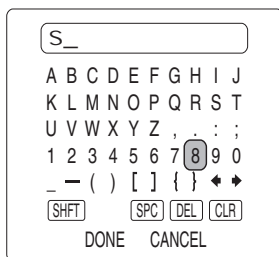 S_
A B C D E F G H I J
K L M N O P Q R S T
U V W X Y Z , . : ;
1 2 3 4 5 6 7 8 9 0
_ – ( ) [ ] { } ← →
SHFT SPC DEL CLR
DONE CANCEL